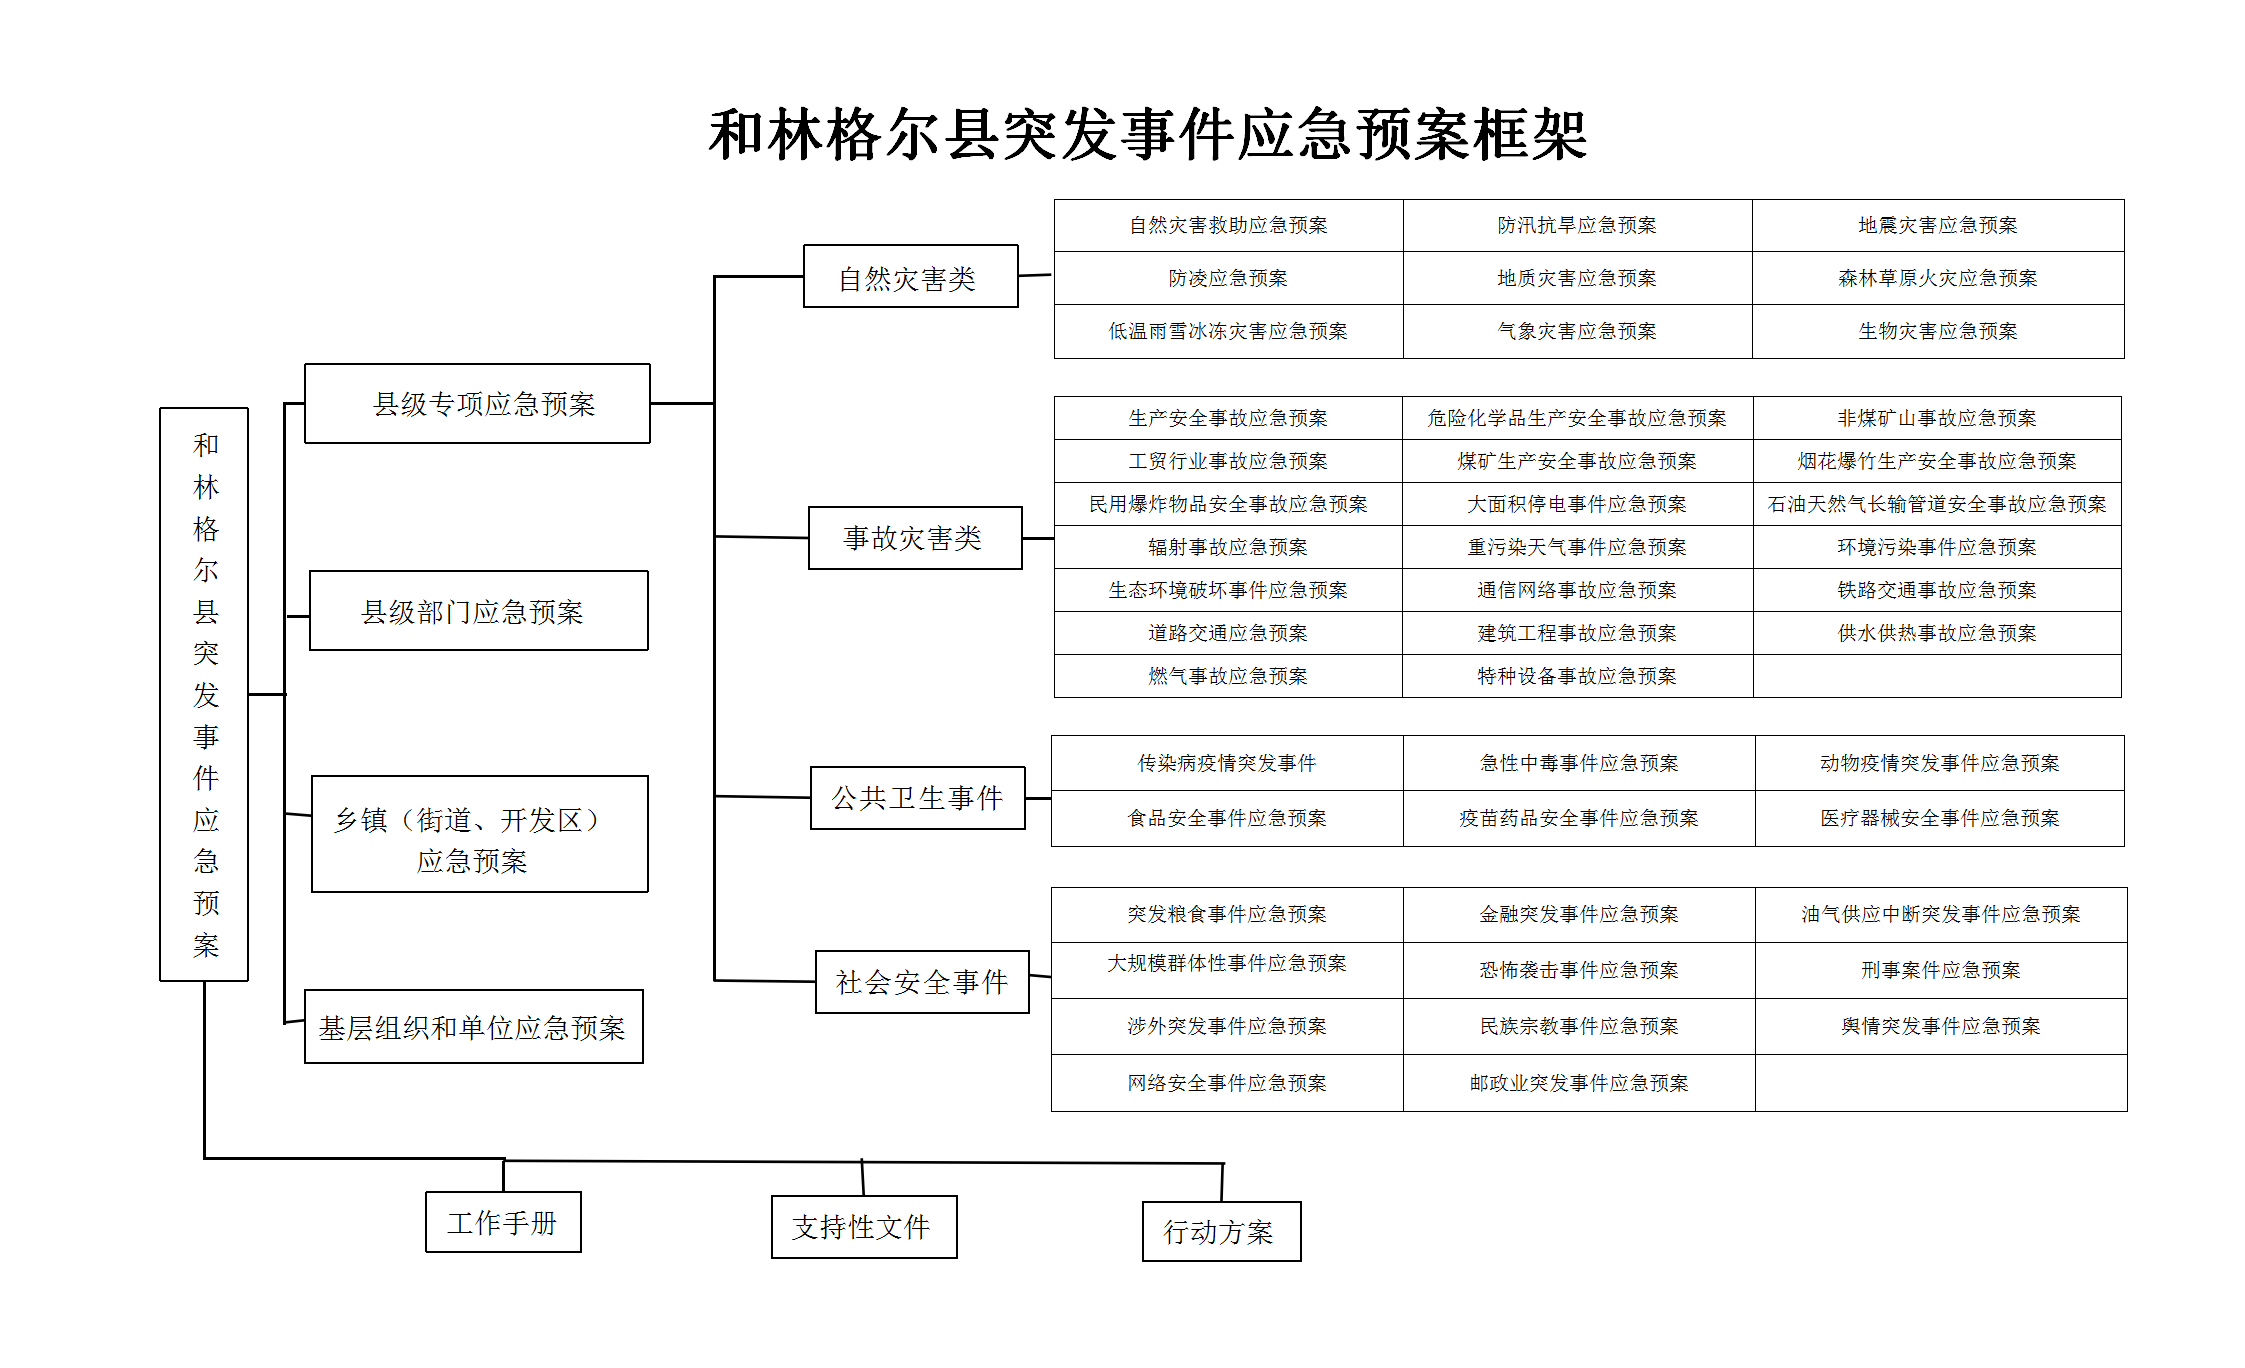 和林格尔县突发事件应急预案框架
和林格尔县突发事件应急预案
县级专项应急预案
县级部门应急预案
乡镇（街道、开发区）
应急预案
基层组织和单位应急预案
自然灾害类
自然灾害救助应急预案 防汛抗旱应急预案 地震灾害应急预案
防凌应急预案 地质灾害应急预案 森林草原火灾应急预案
低温雨雪冰冻灾害应急预案 气象灾害应急预案 生物灾害应急预案
事故灾害类
生产安全事故应急预案 危险化学品生产安全事故应急预案 非煤矿山事故应急预案
工贸行业事故应急预案 煤矿生产安全事故应急预案 烟花爆竹生产安全事故应急预案
民用爆炸物品安全事故应急预案 大面积停电事件应急预案 石油天然气长输管道安全事故应急预案
辐射事故应急预案 重污染天气事件应急预案 环境污染事件应急预案
生态环境破坏事件应急预案 通信网络事故应急预案 铁路交通事故应急预案
道路交通应急预案 建筑工程事故应急预案 供水供热事故应急预案
燃气事故应急预案 特种设备事故应急预案
公共卫生事件
传染病疫情突发事件 急性中毒事件应急预案 动物疫情突发事件应急预案
食品安全事件应急预案 疫苗药品安全事件应急预案 医疗器械安全事件应急预案
社会安全事件
突发粮食事件应急预案 金融突发事件应急预案 油气供应中断突发事件应急预案
大规模群体性事件应急预案 恐怖袭击事件应急预案 刑事案件应急预案
涉外突发事件应急预案 民族宗教事件应急预案 舆情突发事件应急预案
网络安全事件应急预案 邮政业突发事件应急预案
工作手册
支持性文件
行动方案